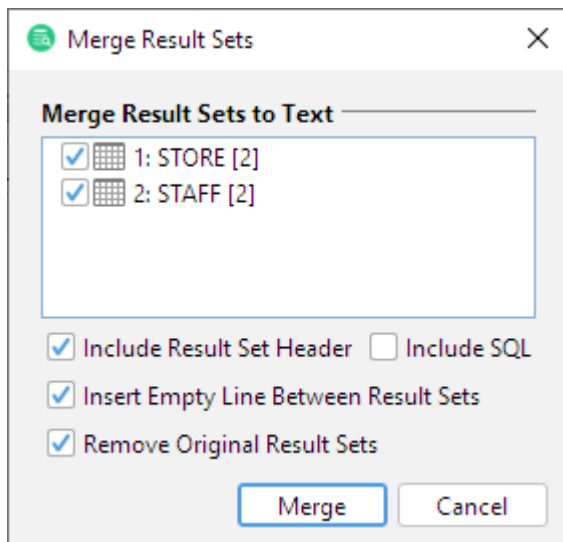 Merge Result Sets
Merge Result Sets to Text
1: STORE [2]
2: STAFF [2]
Include Result Set Header Include SQL
Insert Empty Line Between Result Sets
Remove Original Result Sets
Merge Cancel